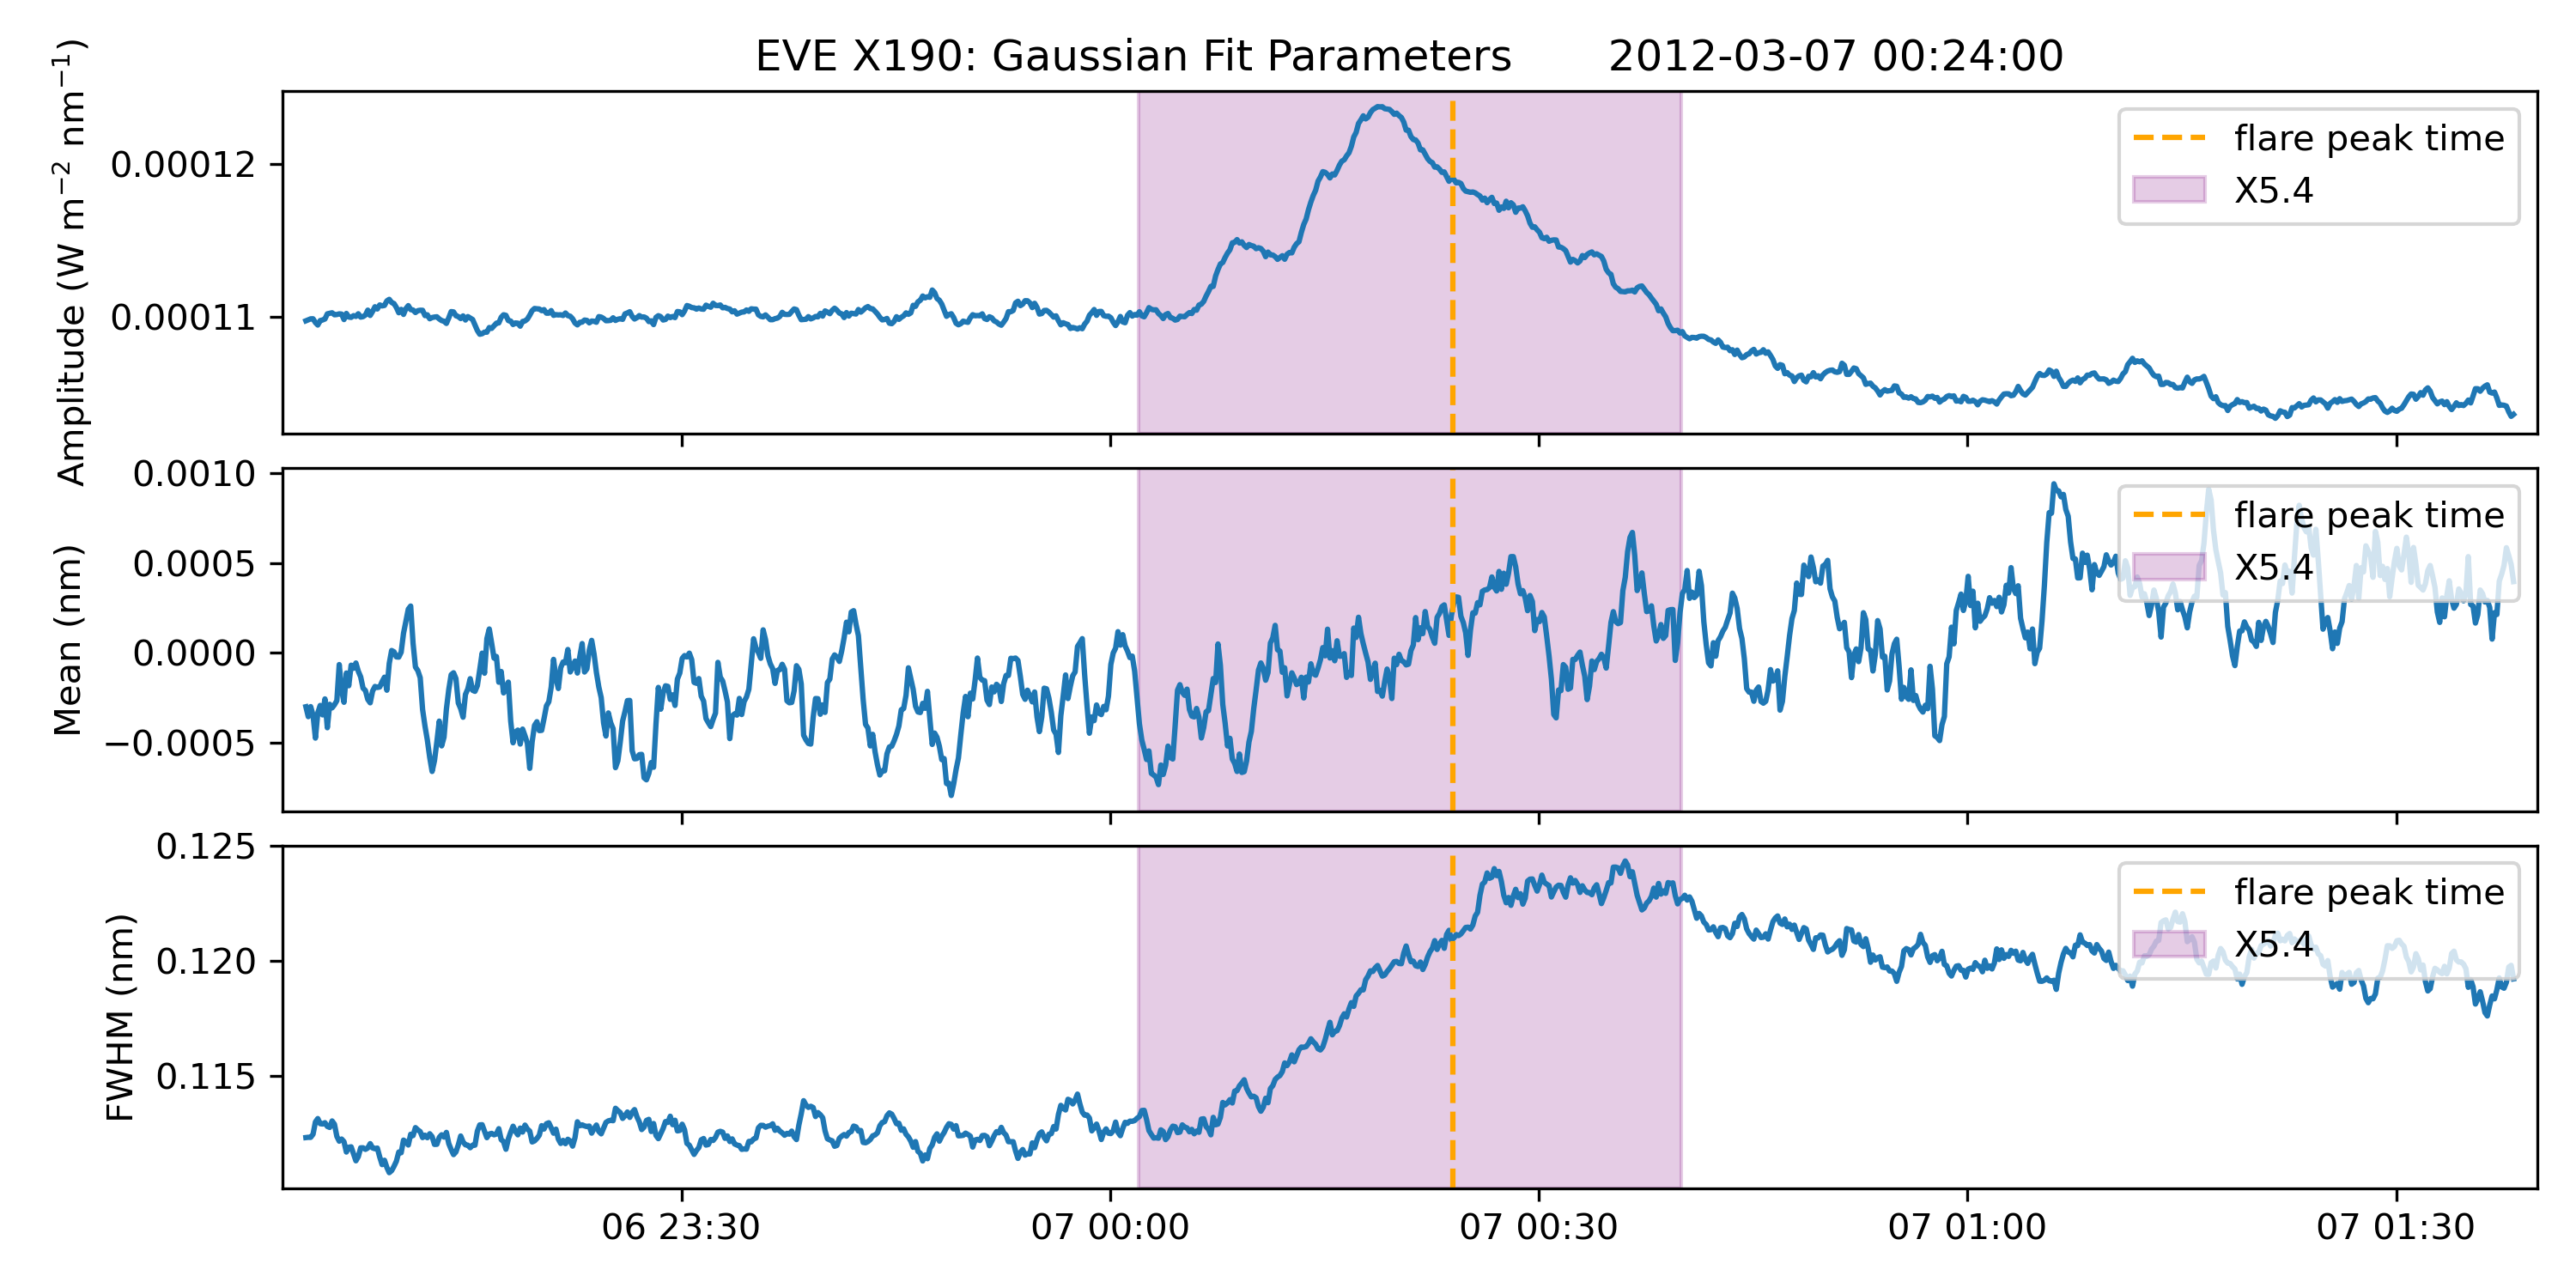 EVE X190: Gaussian Fit Parameters 2012-03-07 00:24:00
Amplitude (W m⁻² nm⁻¹)
0.00012
0.00011
flare peak time
X5.4
Mean (nm)
0.0010
0.0005
0.0000
−0.0005
flare peak time
X5.4
FWHM (nm)
0.125
0.120
0.115
flare peak time
X5.4
06 23:30 07 00:00 07 00:30 07 01:00 07 01:30